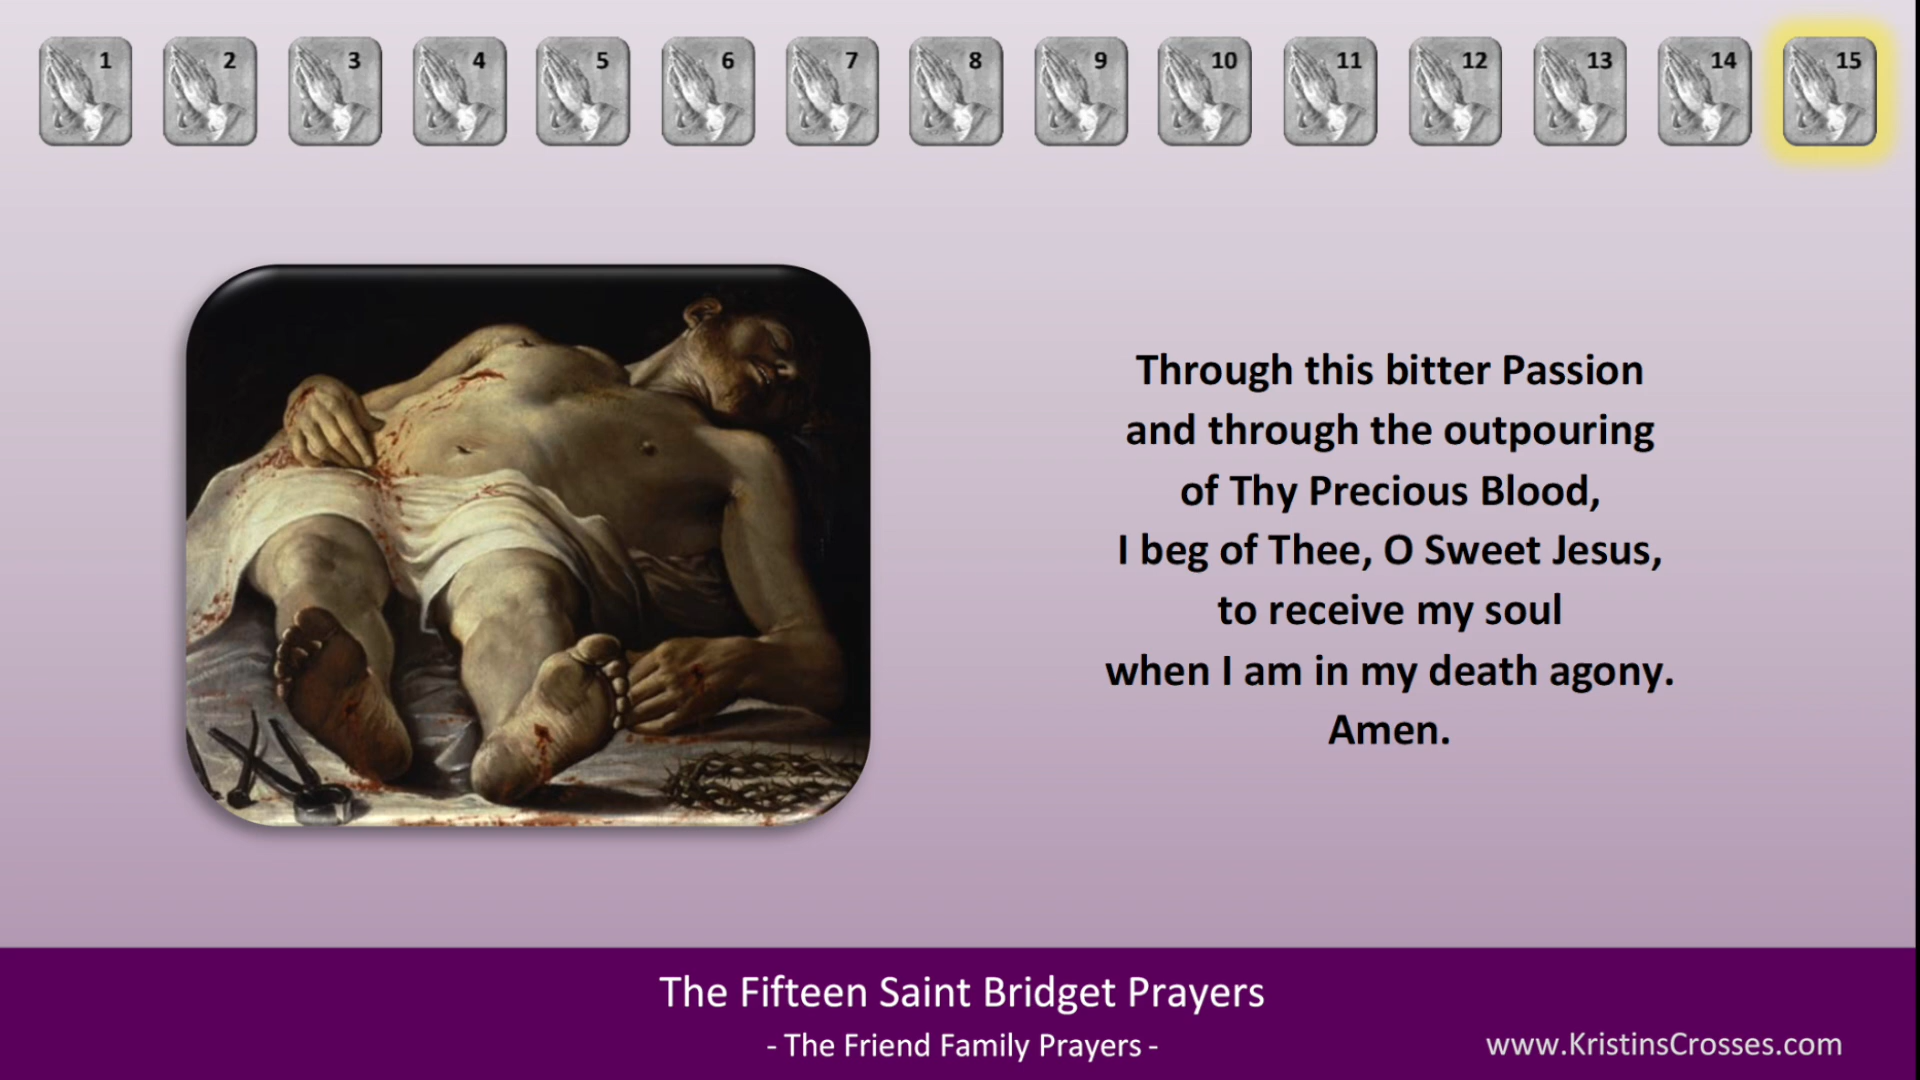 1 2 3 4 5 6 7 8 9 10 11 12 13 14 15
Through this bitter Passion
and through the outpouring
of Thy Precious Blood,
I beg of Thee, O Sweet Jesus,
to receive my soul
when I am in my death agony.
Amen.
The Fifteen Saint Bridget Prayers
- The Friend Family Prayers -
www.KristinsCrosses.com